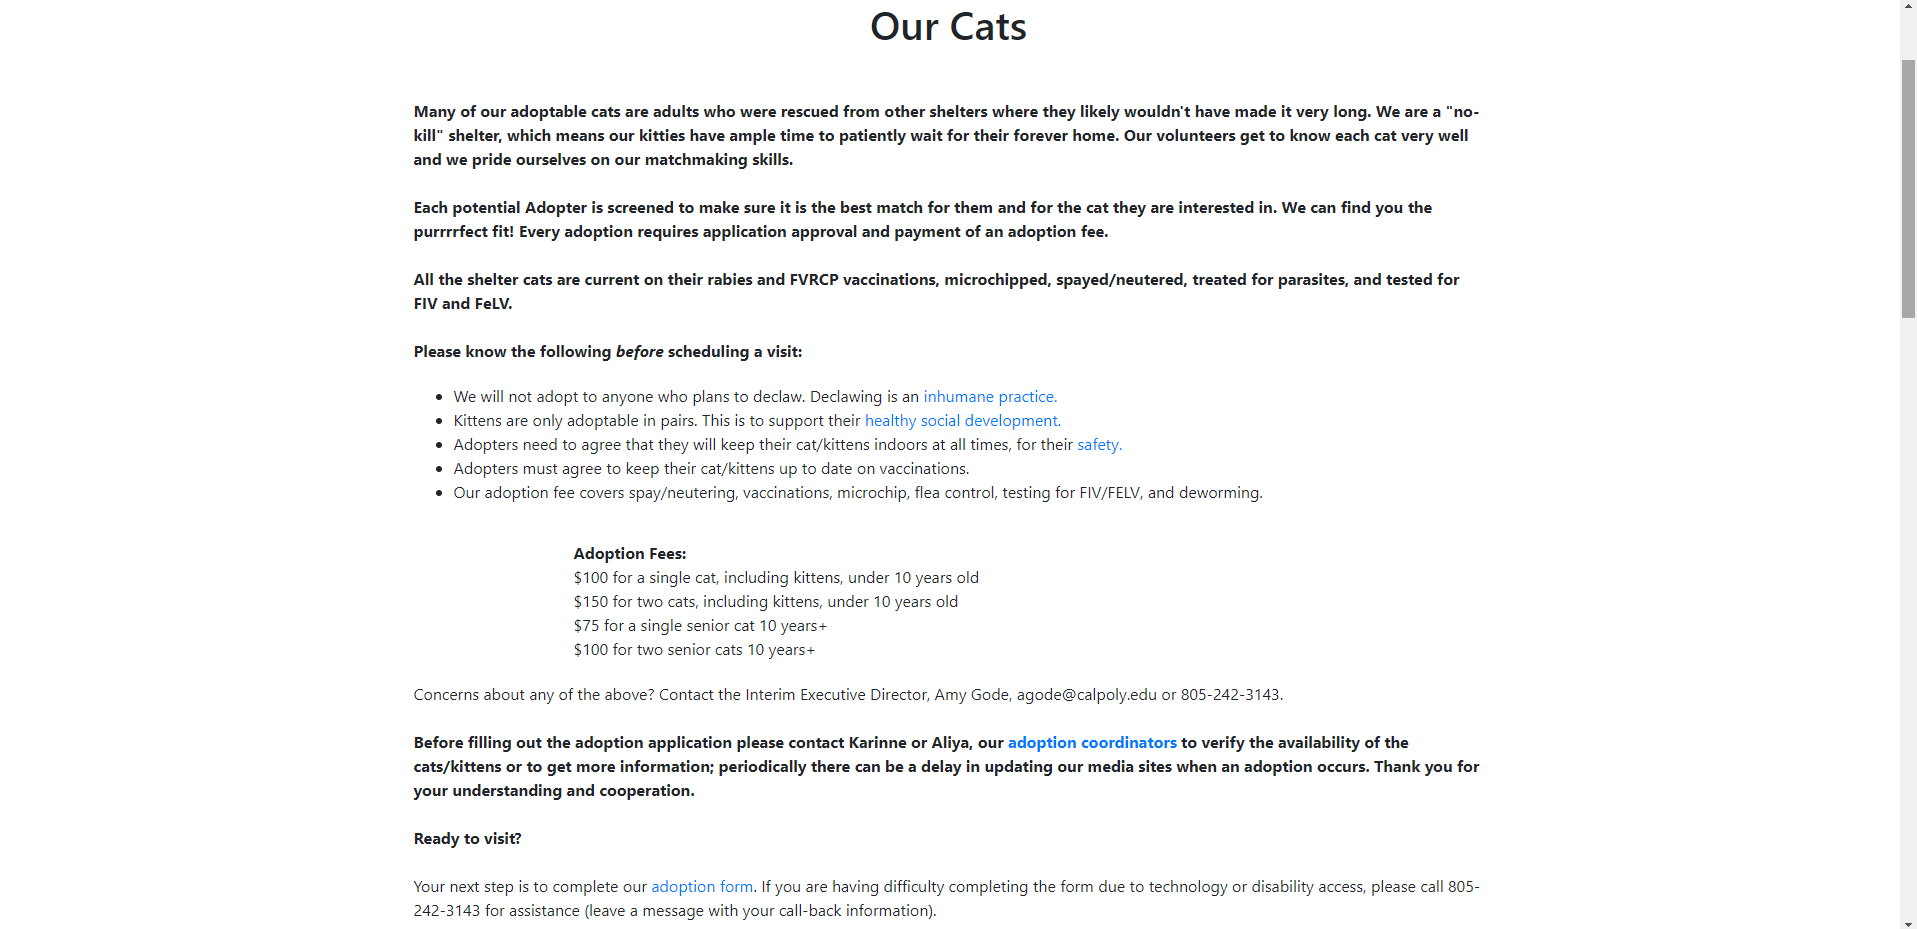 Our Cats
Many of our adoptable cats are adults who were rescued from other shelters where they likely wouldn't have made it very long. We are a "no-
kill" shelter, which means our kitties have ample time to patiently wait for their forever home. Our volunteers get to know each cat very well
and we pride ourselves on our matchmaking skills.
Each potential Adopter is screened to make sure it is the best match for them and for the cat they are interested in. We can find you the
purrrrfect fit! Every adoption requires application approval and payment of an adoption fee.
All the shelter cats are current on their rabies and FVRCP vaccinations, microchipped, spayed/neutered, treated for parasites, and tested for
FIV and FeLV.
Please know the following before scheduling a visit:
• We will not adopt to anyone who plans to declaw. Declawing is an inhumane practice.
• Kittens are only adoptable in pairs. This is to support their healthy social development.
• Adopters need to agree that they will keep their cat/kittens indoors at all times, for their safety.
• Adopters must agree to keep their cat/kittens up to date on vaccinations.
• Our adoption fee covers spay/neutering, vaccinations, microchip, flea control, testing for FIV/FELV, and deworming.
Adoption Fees:
$100 for a single cat, including kittens, under 10 years old
$150 for two cats, including kittens, under 10 years old
$75 for a single senior cat 10 years+
$100 for two senior cats 10 years+
Concerns about any of the above? Contact the Interim Executive Director, Amy Gode, agode@calpoly.edu or 805-242-3143.
Before filling out the adoption application please contact Karinne or Aliya, our adoption coordinators to verify the availability of the
cats/kittens or to get more information; periodically there can be a delay in updating our media sites when an adoption occurs. Thank you for
your understanding and cooperation.
Ready to visit?
Your next step is to complete our adoption form. If you are having difficulty completing the form due to technology or disability access, please call 805-
242-3143 for assistance (leave a message with your call-back information).